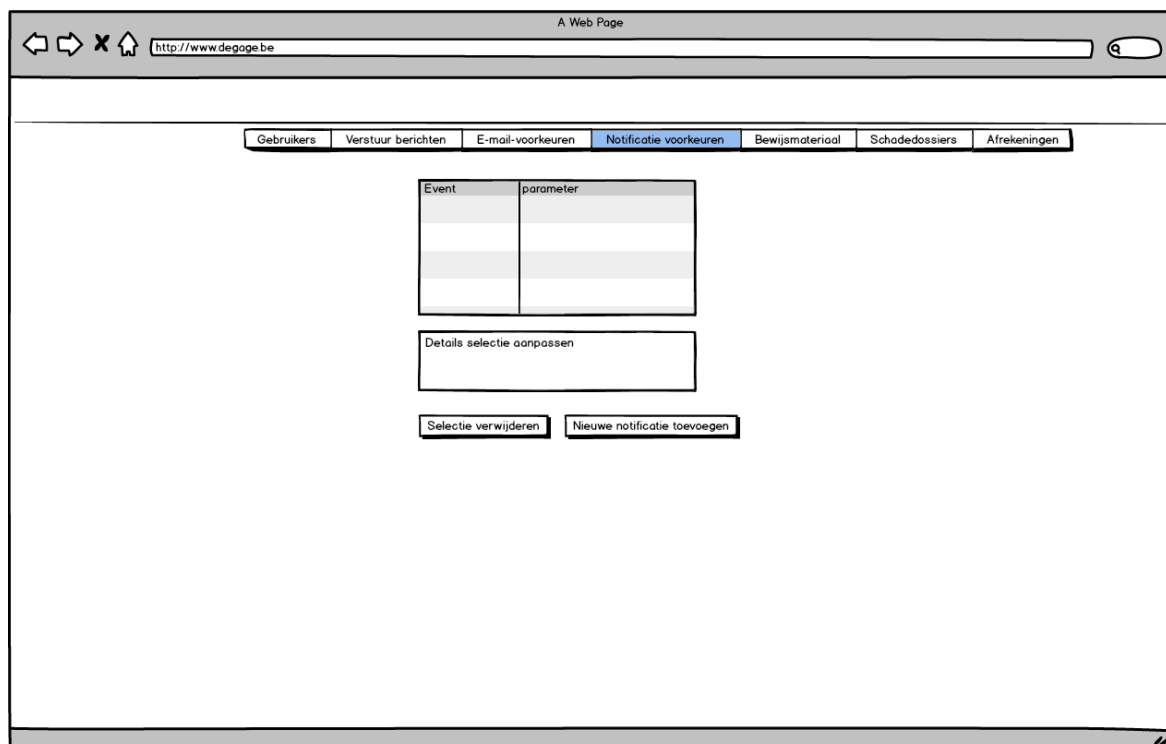 A Web Page
http://www.degage.be
Gebruikers Verstuur berichten E-mail-voorkeuren Notificatie voorkeuren Bewijsmateriaal Schadedossiers Afrekeningen
Event parameter
Details selectie aanpassen
Selectie verwijderen Nieuwe notificatie toevoegen